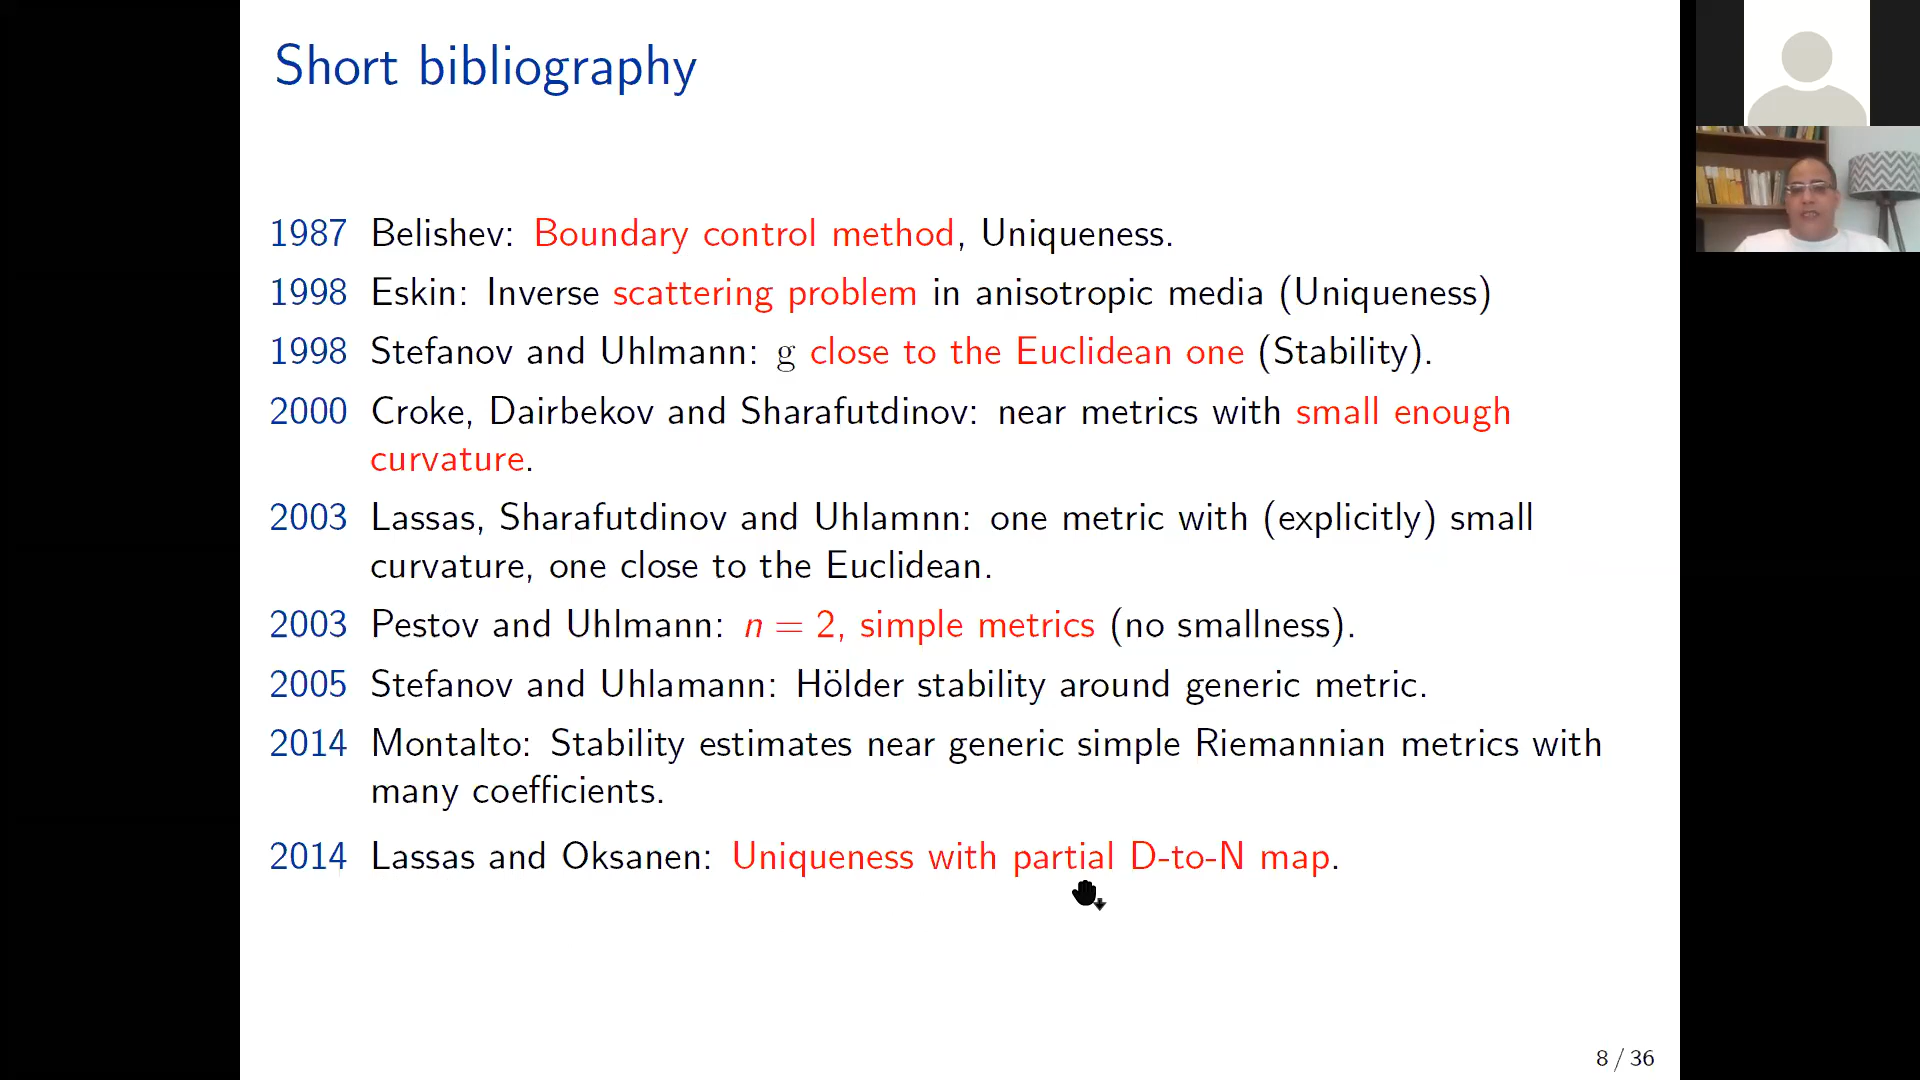 Short bibliography
1987 Belishev: Boundary control method, Uniqueness.
1998 Eskin: Inverse scattering problem in anisotropic media (Uniqueness)
1998 Stefanov and Uhlmann: g close to the Euclidean one (Stability).
2000 Croke, Dairbekov and Sharafutdinov: near metrics with small enough
curvature.
2003 Lassas, Sharafutdinov and Uhlamnn: one metric with (explicitly) small
curvature, one close to the Euclidean.
2003 Pestov and Uhlmann: n = 2, simple metrics (no smallness).
2005 Stefanov and Uhlamann: Hölder stability around generic metric.
2014 Montalto: Stability estimates near generic simple Riemannian metrics with
many coefficients.
2014 Lassas and Oksanen: Uniqueness with partial D-to-N map.
8 / 36